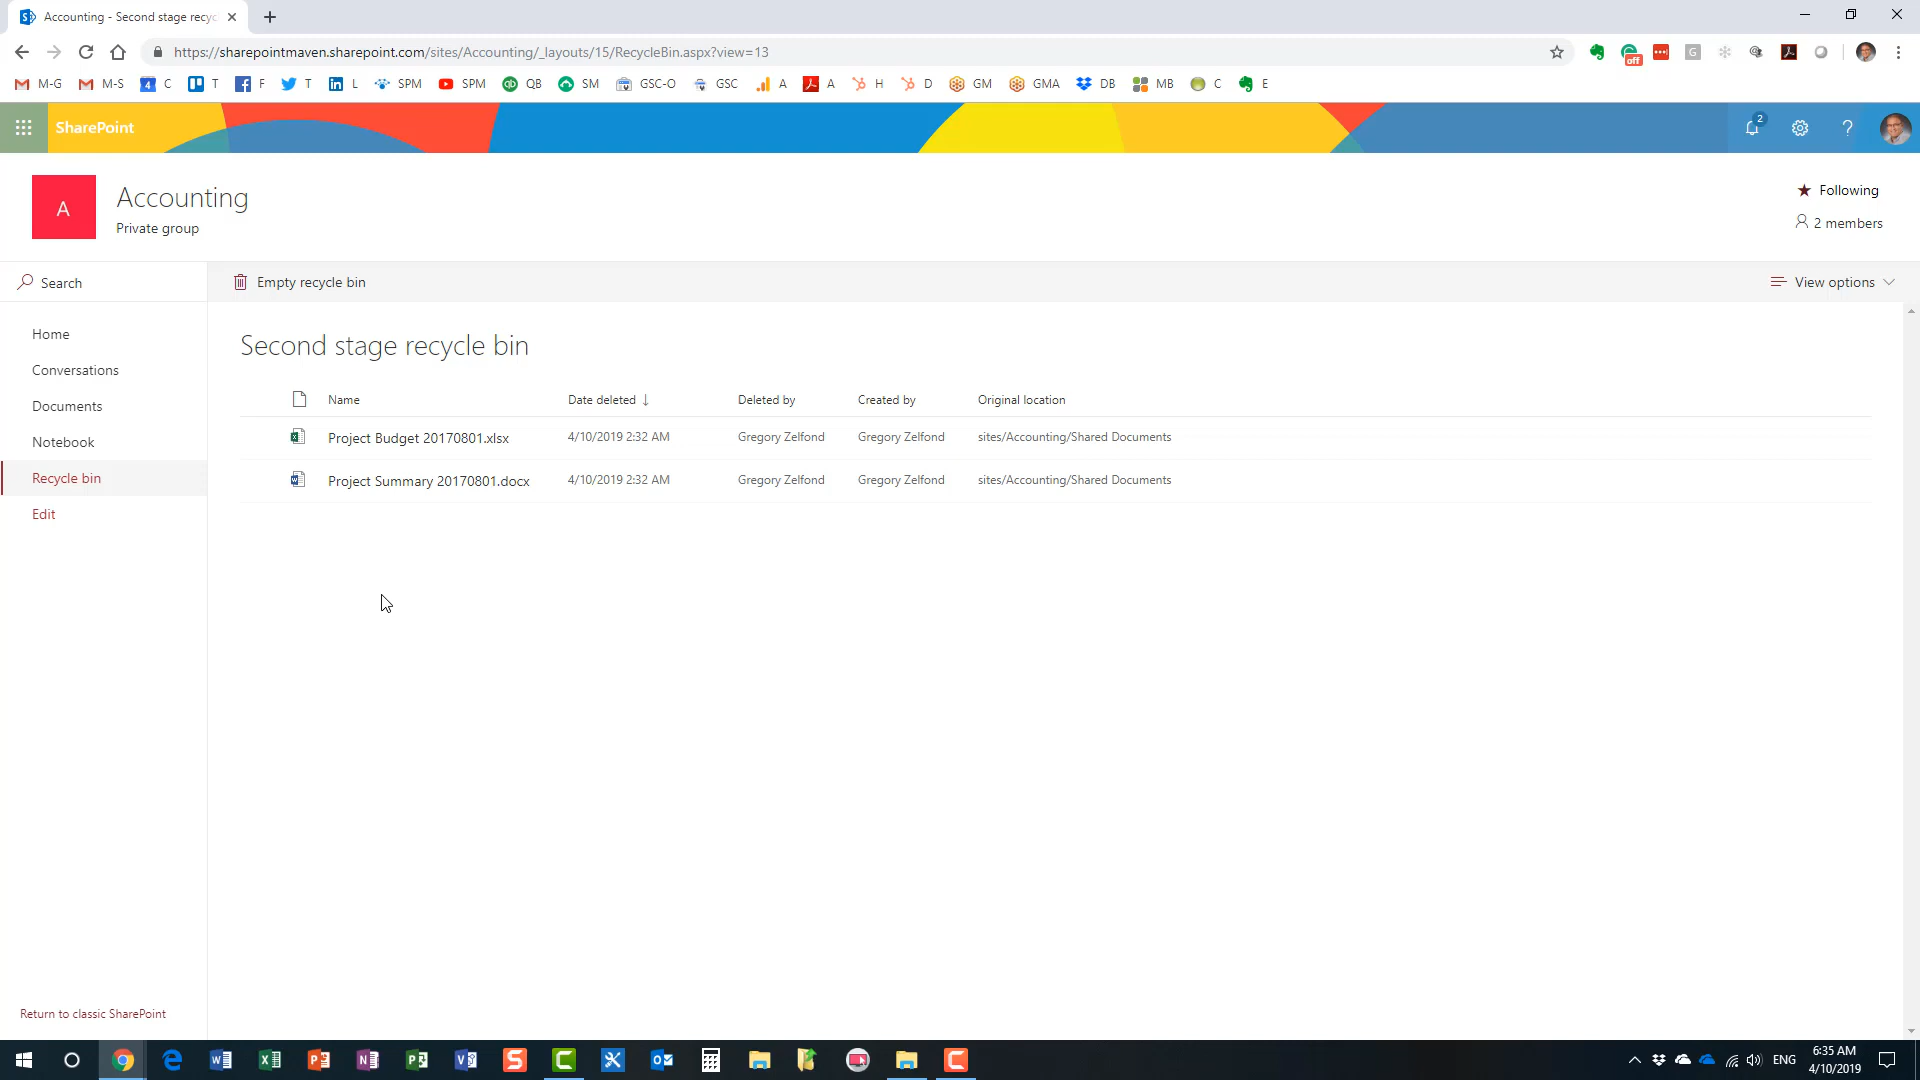 Accounting - Second stage recyc
https://sharepointmaven.sharepoint.com/sites/Accounting/_layouts/15/RecycleBin.aspx?view=13
off
M-G M-S 4 C T F T L SPM SPM QB SM GSC-O GSC A A H D GM GMA DB MB C E
SharePoint
2
A
Accounting
Private group
Following
2 members
Search
Empty recycle bin
View options
Home
Conversations
Documents
Notebook
Recycle bin
Edit
Second stage recycle bin
Name Date deleted Deleted by Created by Original location
Project Budget 20170801.xlsx 4/10/2019 2:32 AM Gregory Zelfond Gregory Zelfond sites/Accounting/Shared Documents
Project Summary 20170801.docx 4/10/2019 2:32 AM Gregory Zelfond Gregory Zelfond sites/Accounting/Shared Documents
Return to classic SharePoint
ENG
6:35 AM
4/10/2019